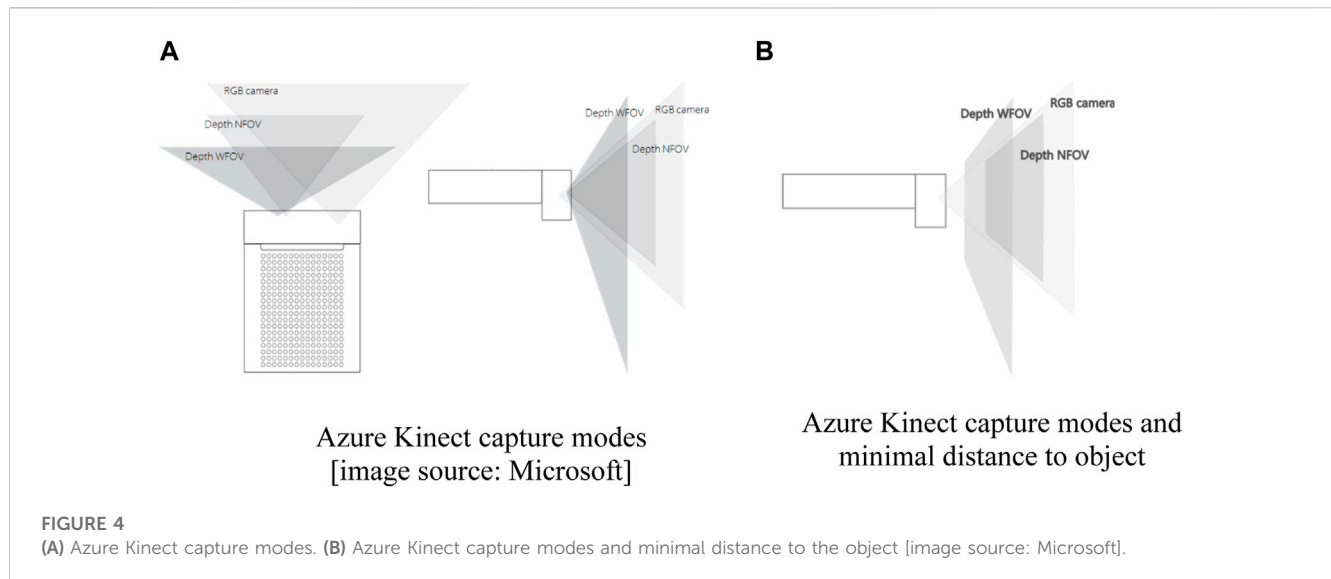 A
B
RGB camera
Depth NFOV
Depth WFOV
Depth WFOV
RGB camera
Depth NFOV
Depth WFOV
RGB camera
Depth NFOV
Azure Kinect capture modes
[image source: Microsoft]
Azure Kinect capture modes and
minimal distance to object
FIGURE 4
(A) Azure Kinect capture modes. (B) Azure Kinect capture modes and minimal distance to the object [image source: Microsoft].